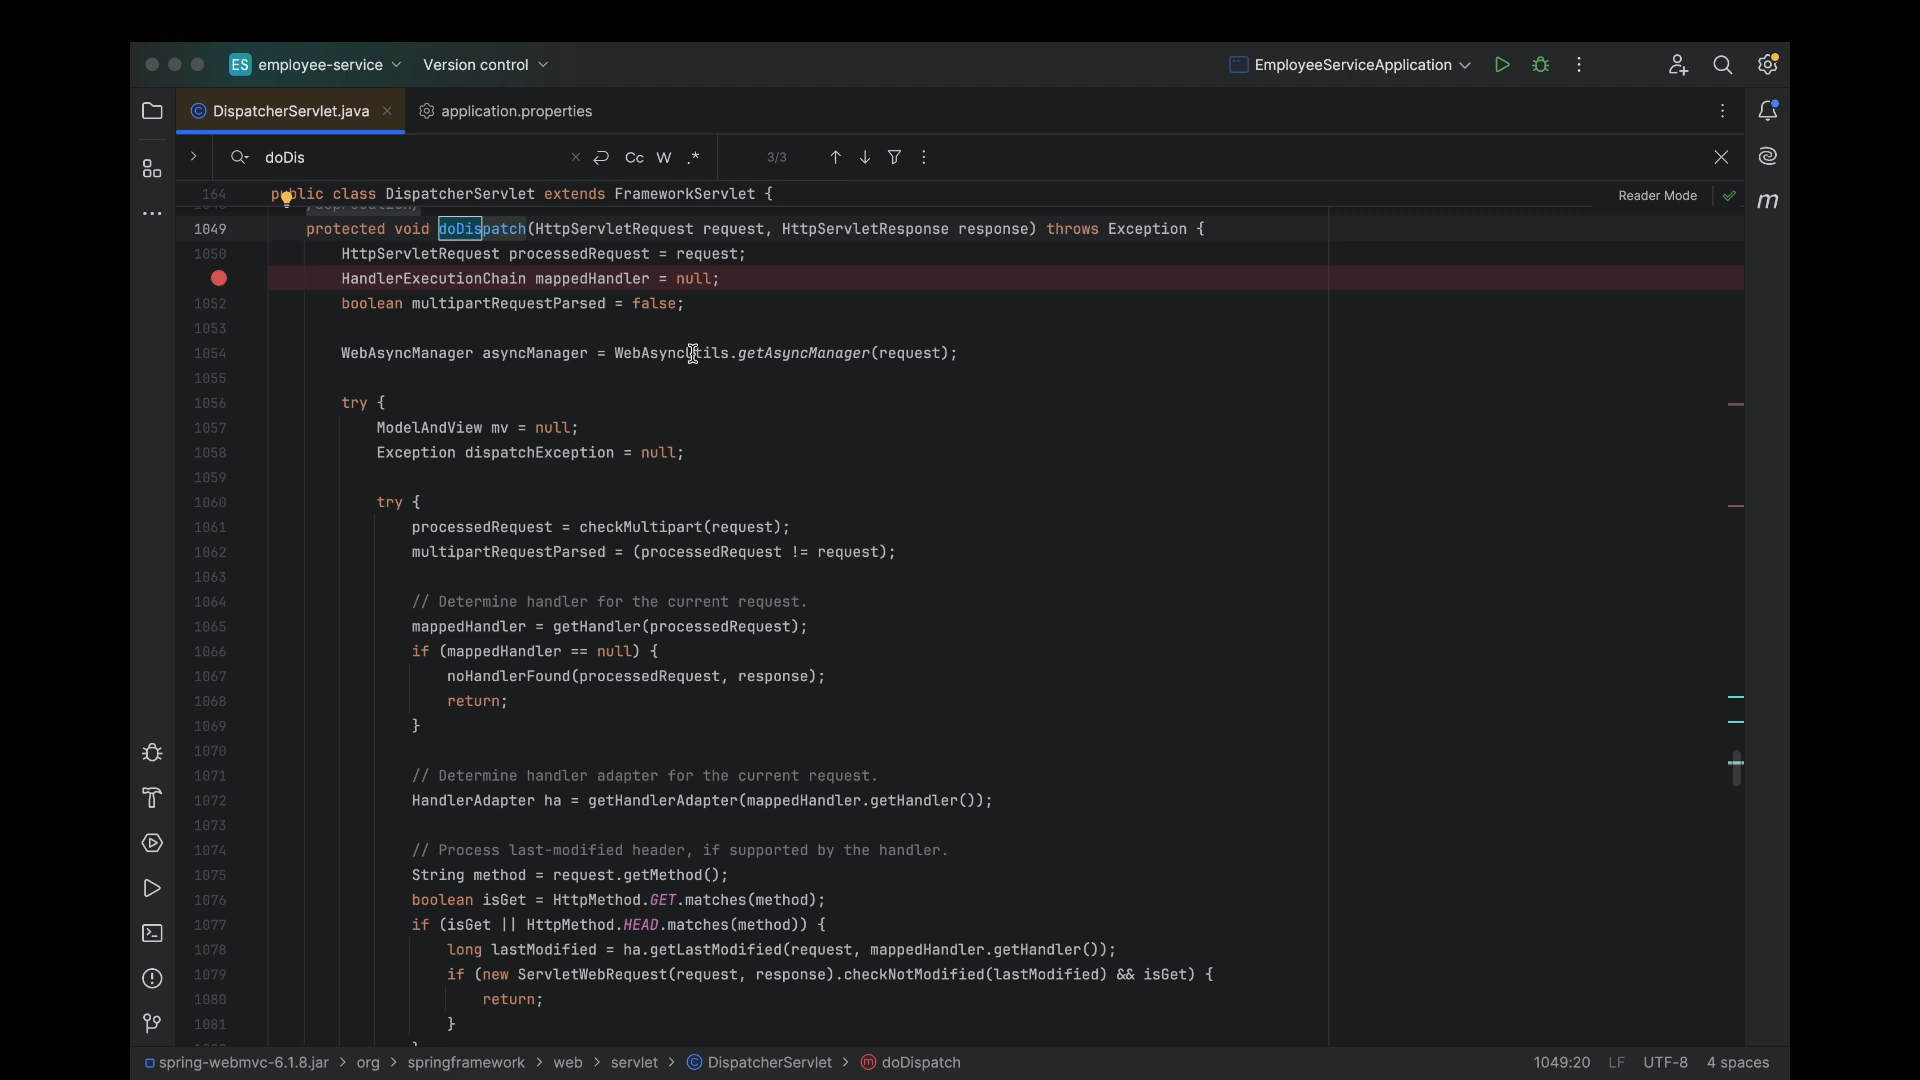 ES employee-service Version control EmployeeServiceApplication
DispatcherServlet.java application.properties
doDis Cc W .* 3/3
164 public class DispatcherServlet extends FrameworkServlet { Reader Mode
1049 protected void doDispatch(HttpServletRequest request, HttpServletResponse response) throws Exception {
1050 HttpServletRequest processedRequest = request;
HandlerExecutionChain mappedHandler = null;
1052 boolean multipartRequestParsed = false;
1053
1054 WebAsyncManager asyncManager = WebAsyncUtils.getAsyncManager(request);
1055
1056 try {
1057 ModelAndView mv = null;
1058 Exception dispatchException = null;
1059
1060 try {
1061 processedRequest = checkMultipart(request);
1062 multipartRequestParsed = (processedRequest != request);
1063
1064 // Determine handler for the current request.
1065 mappedHandler = getHandler(processedRequest);
1066 if (mappedHandler == null) {
1067 noHandlerFound(processedRequest, response);
1068 return;
1069 }
1070
1071 // Determine handler adapter for the current request.
1072 HandlerAdapter ha = getHandlerAdapter(mappedHandler.getHandler());
1073
1074 // Process last-modified header, if supported by the handler.
1075 String method = request.getMethod();
1076 boolean isGet = HttpMethod.GET.matches(method);
1077 if (isGet || HttpMethod.HEAD.matches(method)) {
1078 long lastModified = ha.getLastModified(request, mappedHandler.getHandler());
1079 if (new ServletWebRequest(request, response).checkNotModified(lastModified) && isGet) {
1080 return;
1081 }
spring-webmvc-6.1.8.jar > org > springframework > web > servlet > DispatcherServlet > doDispatch 1049:20 LF UTF-8 4 spaces